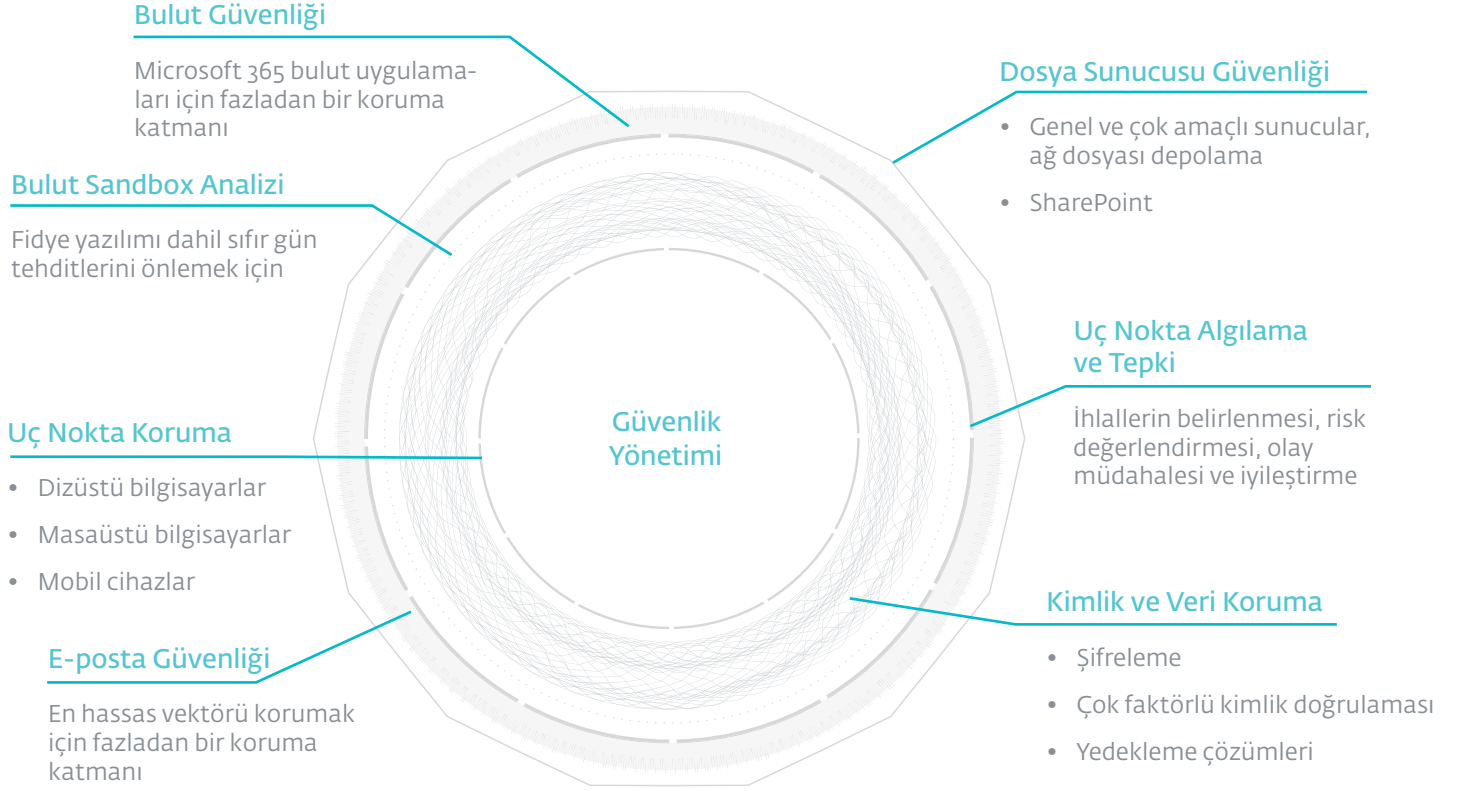 Bulut Güvenliği
Microsoft 365 bulut uygulama-
ları için fazladan bir koruma
katmanı
Bulut Sandbox Analizi
Fidye yazılımı dahil sıfır gün
tehditlerini önlemek için
Uç Nokta Koruma
• Dizüstü bilgisayarlar
• Masaüstü bilgisayarlar
• Mobil cihazlar
E-posta Güvenliği
En hassas vektörü korumak
için fazladan bir koruma
katmanı
Güvenlik
Yönetimi
Dosya Sunucusu Güvenliği
• Genel ve çok amaçlı sunucular,
ağ dosyası depolama
• SharePoint
Uç Nokta Algılama
ve Tepki
İhlallerin belirlenmesi, risk
değerlendirmesi, olay
müdahalesi ve iyileştirme
Kimlik ve Veri Koruma
• Şifreleme
• Çok faktörlü kimlik doğrulaması
• Yedekleme çözümleri